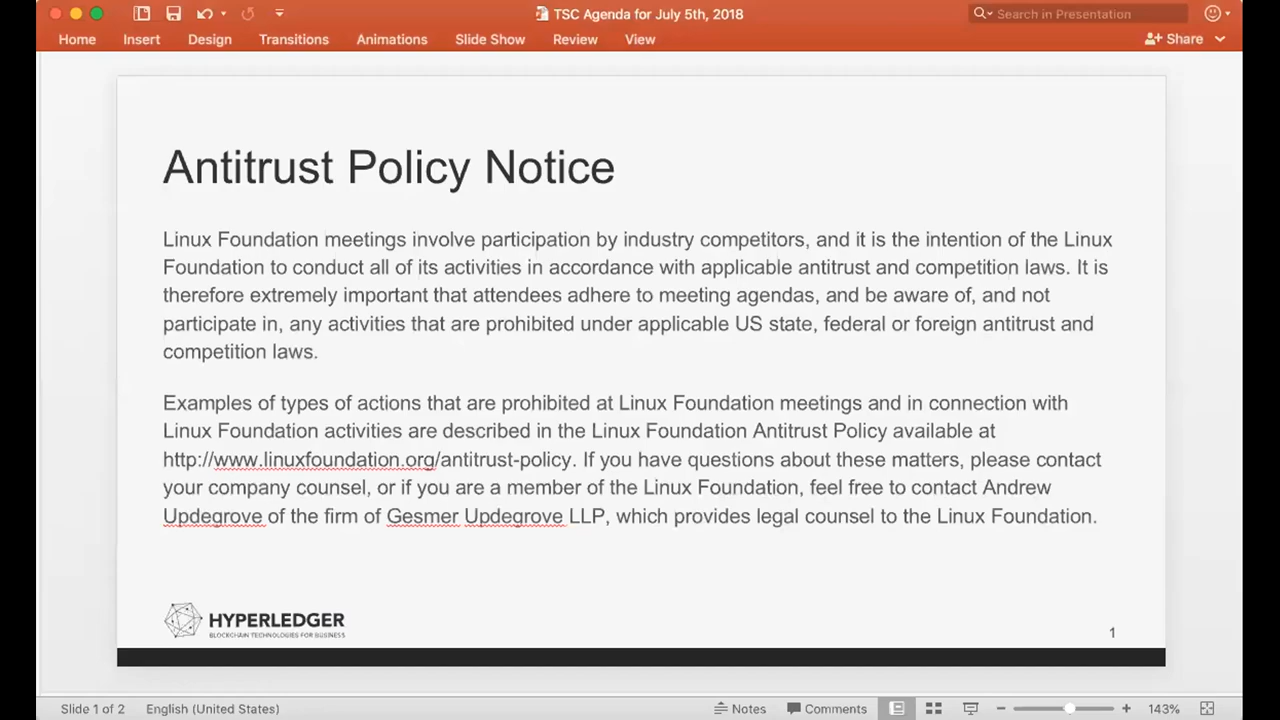 TSC Agenda for July 5th, 2018
Search in Presentation
Home Insert Design Transitions Animations Slide Show Review View Share
Antitrust Policy Notice
Linux Foundation meetings involve participation by industry competitors, and it is the intention of the Linux
Foundation to conduct all of its activities in accordance with applicable antitrust and competition laws. It is
therefore extremely important that attendees adhere to meeting agendas, and be aware of, and not
participate in, any activities that are prohibited under applicable US state, federal or foreign antitrust and
competition laws.
Examples of types of actions that are prohibited at Linux Foundation meetings and in connection with
Linux Foundation activities are described in the Linux Foundation Antitrust Policy available at
http://www.linuxfoundation.org/antitrust-policy. If you have questions about these matters, please contact
your company counsel, or if you are a member of the Linux Foundation, feel free to contact Andrew
Updegrove of the firm of Gesmer Updegrove LLP, which provides legal counsel to the Linux Foundation.
HYPERLEDGER
BLOCKCHAIN TECHNOLOGIES FOR BUSINESS
1
Slide 1 of 2 English (United States) Notes Comments 143%